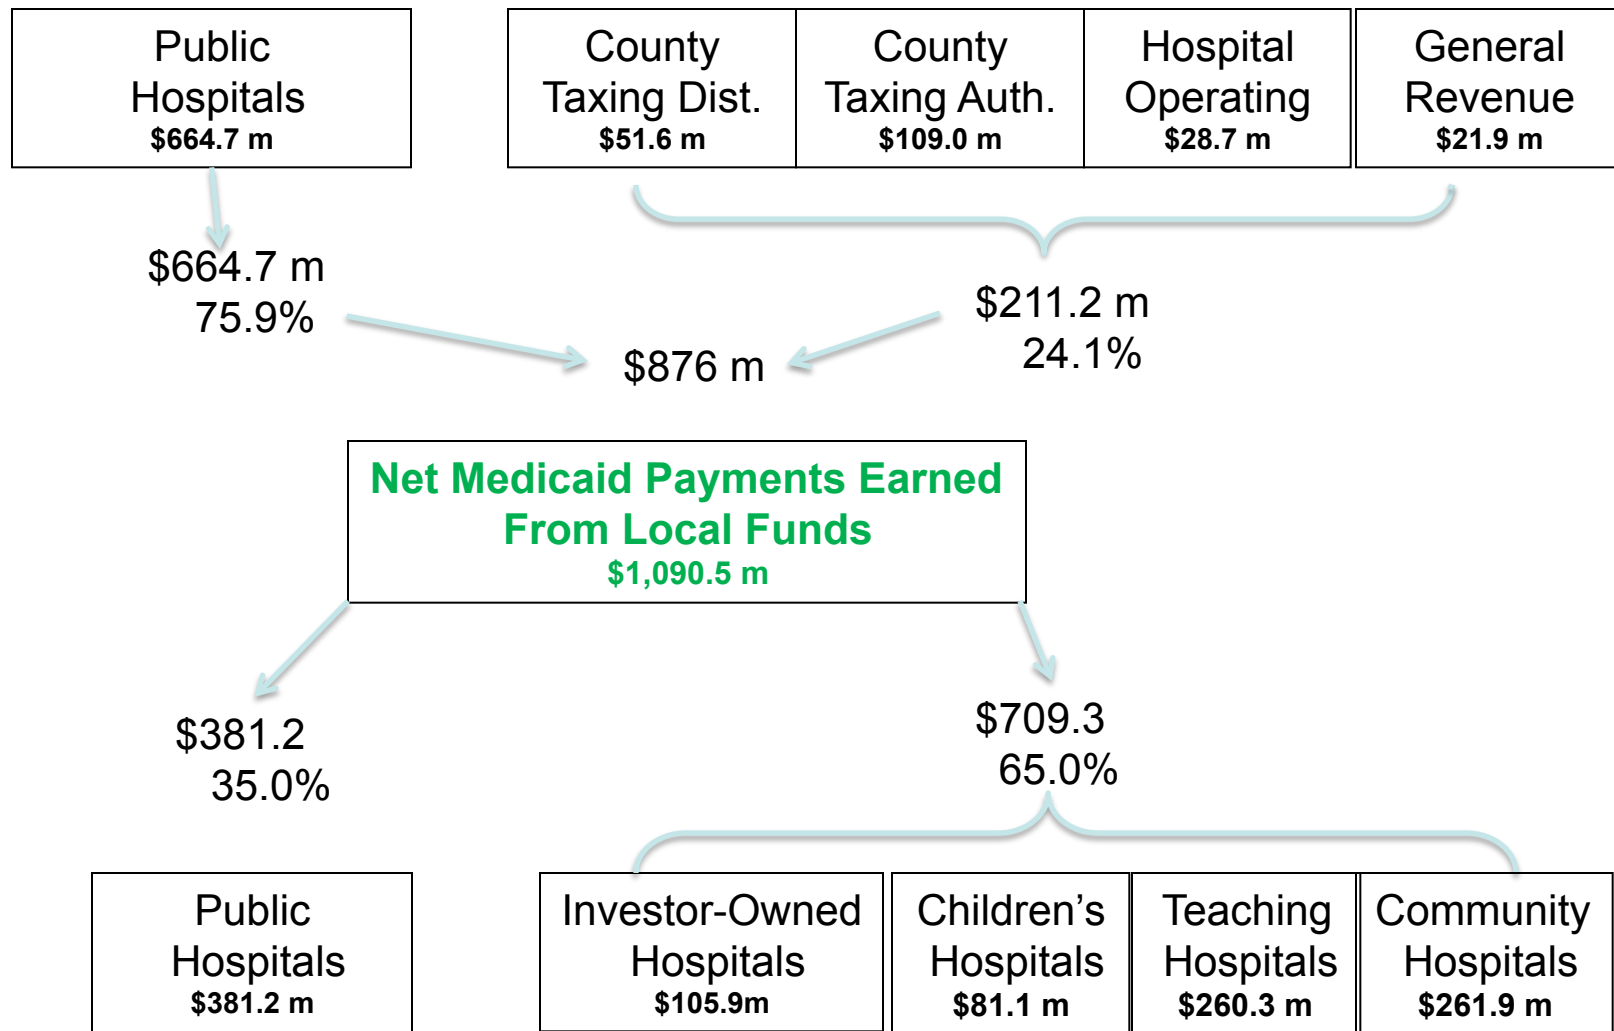 Public
Hospitals
$664.7 m
County
Taxing Dist.
$51.6 m
County
Taxing Auth.
$109.0 m
Hospital
Operating
$28.7 m
General
Revenue
$21.9 m
$664.7 m
75.9%
$211.2 m
24.1%
$876 m
Net Medicaid Payments Earned
From Local Funds
$1,090.5 m
$381.2
35.0%
$709.3
65.0%
Public
Hospitals
$381.2 m
Investor-Owned
Hospitals
$105.9m
Children’s
Hospitals
$81.1 m
Teaching
Hospitals
$260.3 m
Community
Hospitals
$261.9 m